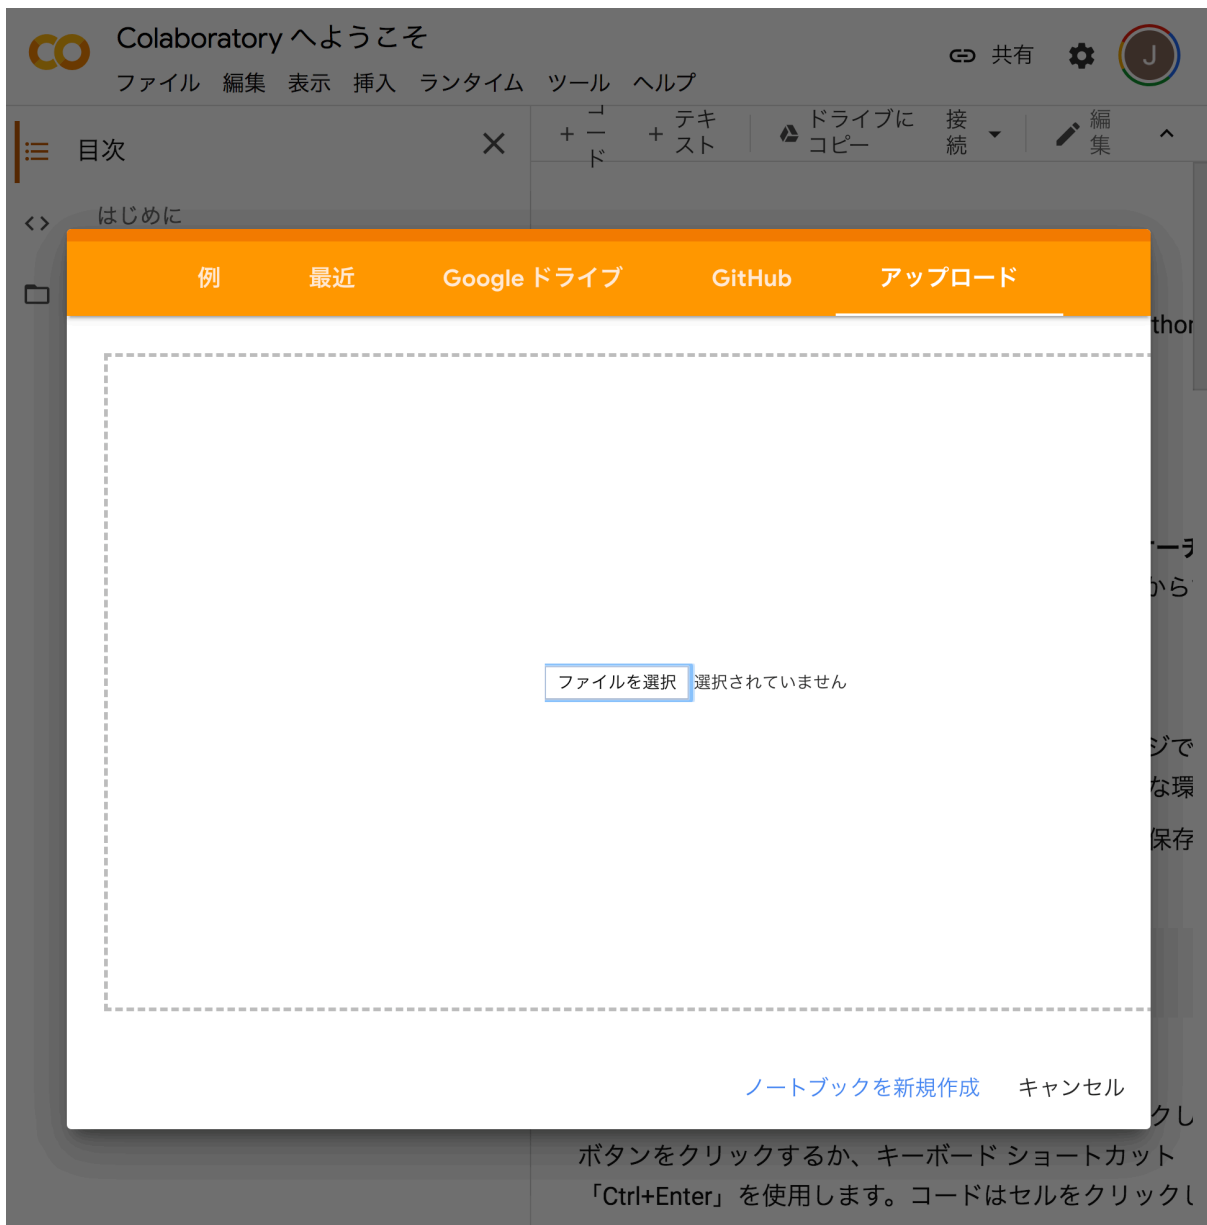 Colaboratory へようこそ
共有
J
ファイル 編集 表示 挿入 ランタイム ツール ヘルプ
目次
+ コード
+ テキスト
ドライブにコピー
接続
編集
はじめに
例 最近 Google ドライブ GitHub アップロード
ファイルを選択 選択されていません
から
ジで
な環
保存
ノートブックを新規作成 キャンセル
クし
ボタンをクリックするか、キーボード ショートカット
「Ctrl+Enter」を使用します。コードはセルをクリックし